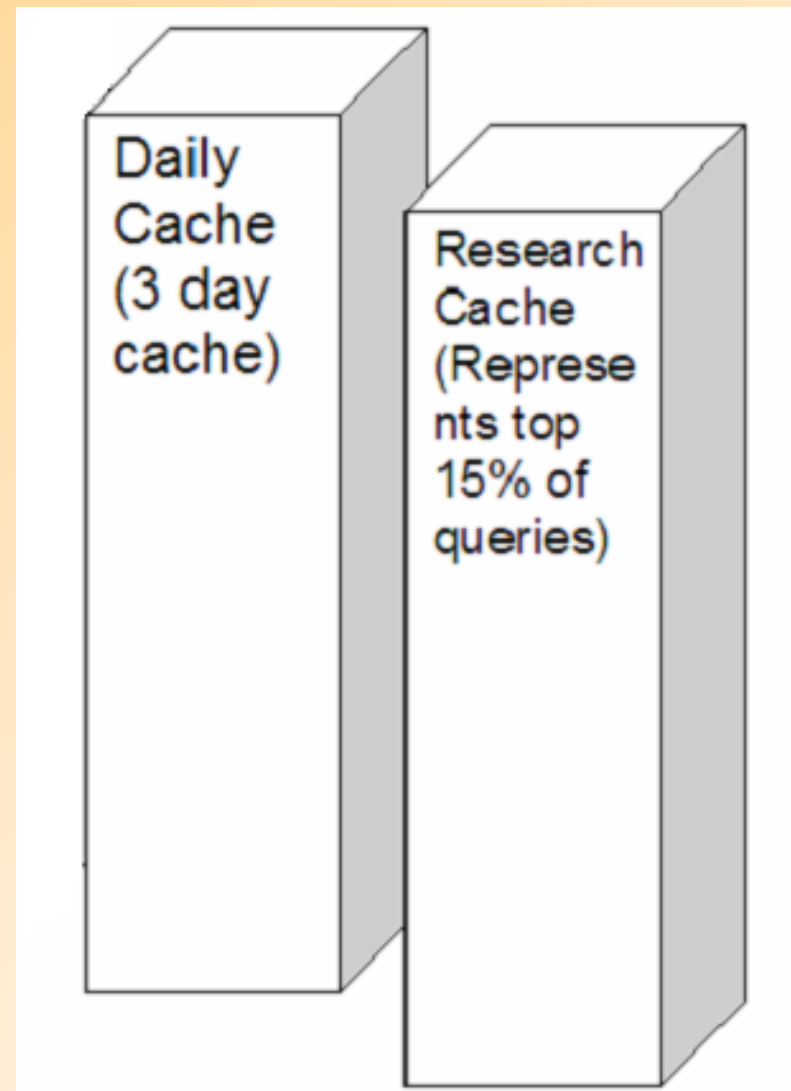 Daily
Cache
(3 day
cache)
Research
Cache
(Represe
nts top
15% of
queries)